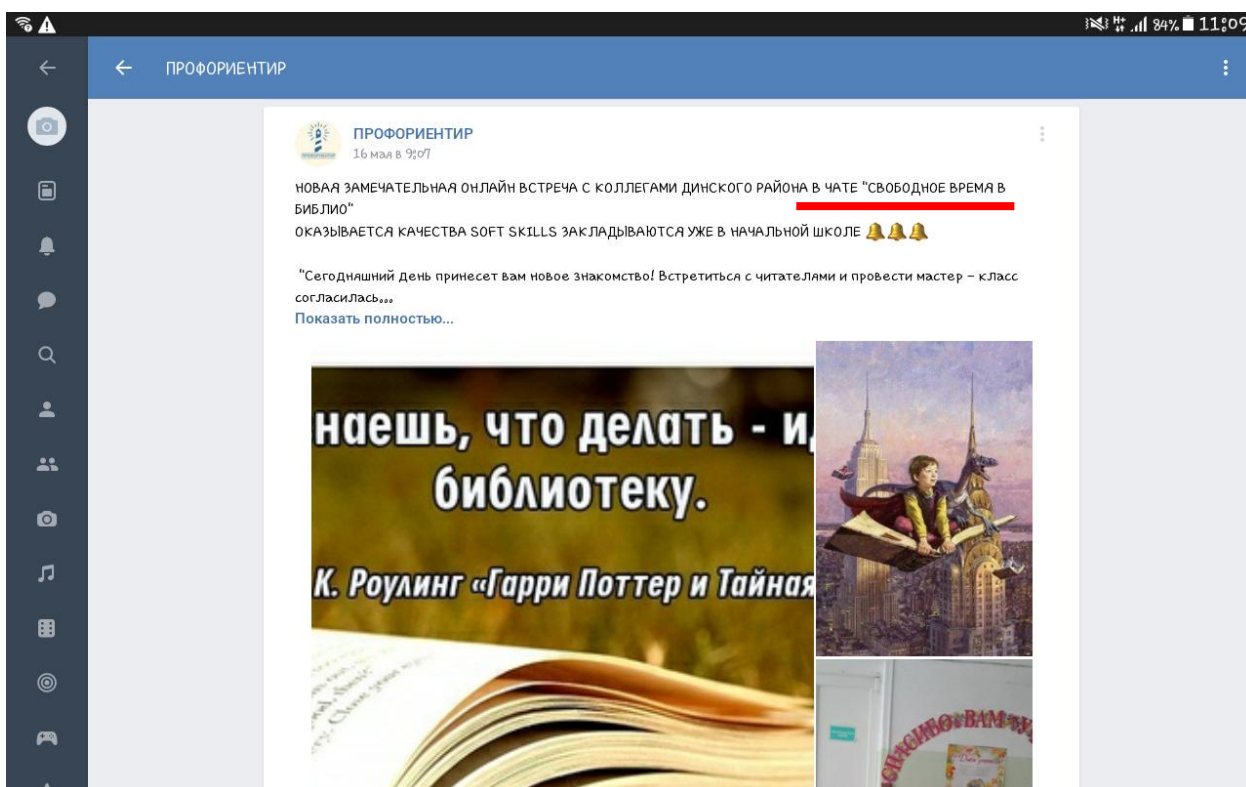 84% 11:09
ПРОФОРИЕНТИР
ПРОФОРИЕНТИР
16 мая в 9:07
НОВАЯ ЗАМЕЧАТЕЛЬНАЯ ОНЛАЙН ВСТРЕЧА С КОЛЛЕГАМИ ДИНСКОГО РАЙОНА В ЧАТЕ "СВОБОДНОЕ ВРЕМЯ В
БИБЛИО"
ОКАЗЫВАЕТСЯ КАЧЕСТВА SOFT SKILLS ЗАКЛАДЫВАЮТСЯ УЖЕ В НАЧАЛЬНОЙ ШКОЛЕ 🔔🔔🔔
"Сегодняшний день принесет вам новое знакомство! Встретиться с читателями и провести мастер - класс
согласилась...
Показать полностью...
наешь, что делать - и
библиотеку.
К. Роулинг «Гарри Поттер и Тайная
СПАСИБО ВАМ